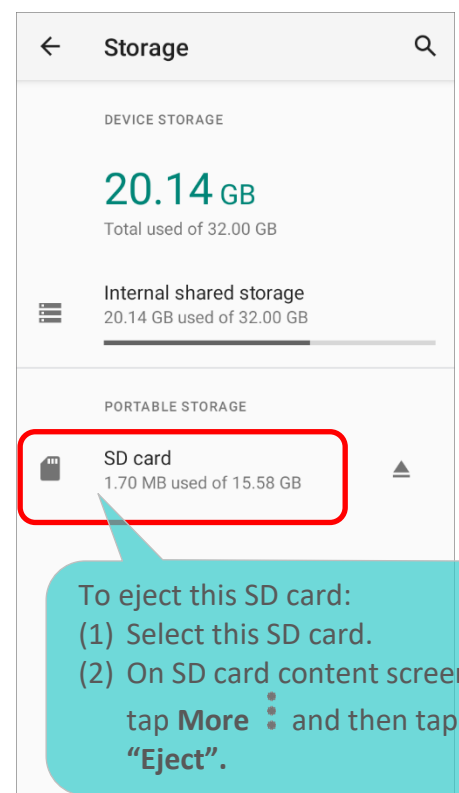 Storage
DEVICE STORAGE
20.14 GB
Total used of 32.00 GB
Internal shared storage
20.14 GB used of 32.00 GB
PORTABLE STORAGE
SD card
1.70 MB used of 15.58 GB
To eject this SD card:
(1) Select this SD card.
(2) On SD card content screen
tap More ⋮ and then tap
“Eject”.